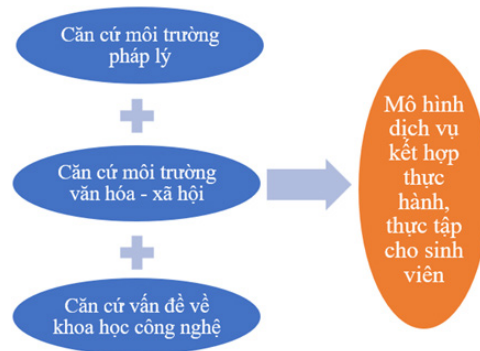 Căn cứ môi trường
pháp lý
Căn cứ môi trường
văn hóa - xã hội
Căn cứ vấn đề về
khoa học công nghệ
Mô hình
dịch vụ
kết hợp
thực
hành,
thực tập
cho sinh
viên